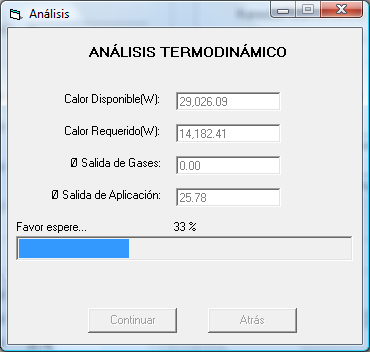 Análisis
ANÁLISIS TERMODINÁMICO
Calor Disponible(W): 29,026.09
Calor Requerido(W): 14,182.41
Ø Salida de Gases: 0.00
Ø Salida de Aplicación: 25.78
Favor espere... 33 %
Continuar Atrás